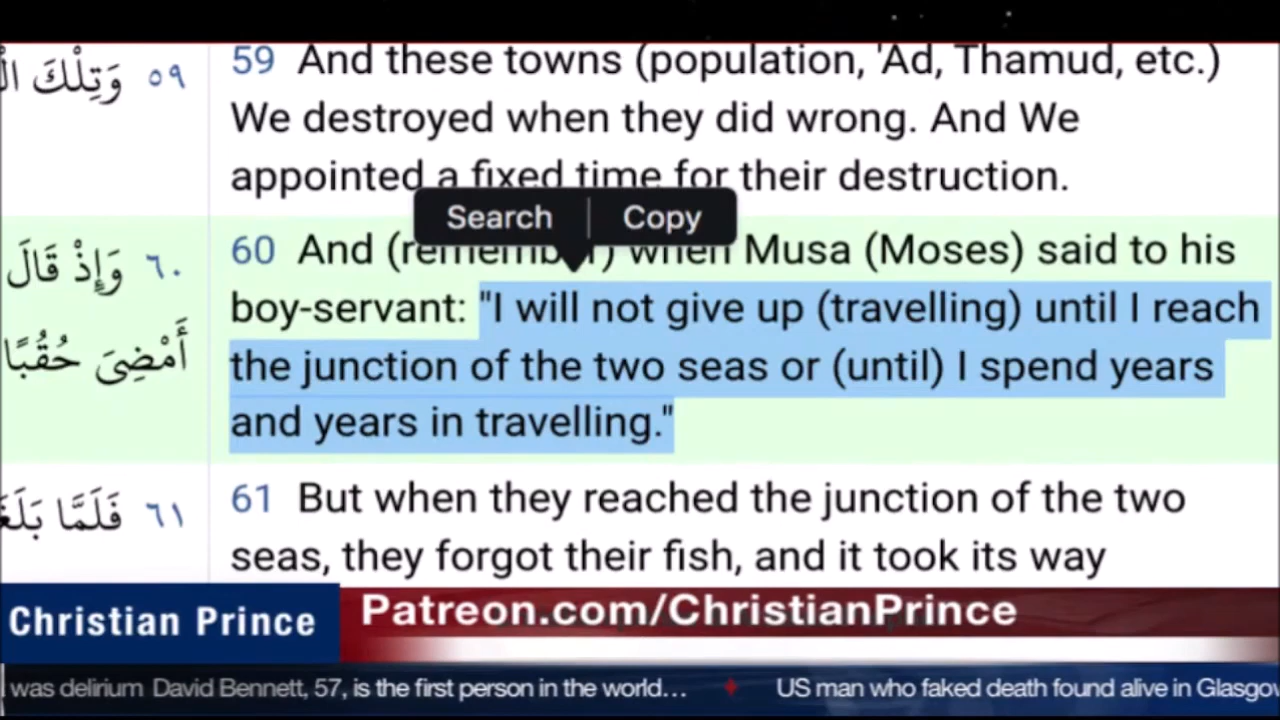 59 And these towns (population, 'Ad, Thamud, etc.)
We destroyed when they did wrong. And We
appointed a fixed time for their destruction.
وَتِلْكَ ٥٩
Search | Copy
60 And (remember) when Musa (Moses) said to his
boy-servant: "I will not give up (travelling) until I reach
the junction of the two seas or (until) I spend years
and years in travelling."
وَإِذْ قَالَ ٦٠
أَمْضِىَ حُقُبًا
61 But when they reached the junction of the two
seas, they forgot their fish, and it took its way
فَلَمَّا ٦١
Christian Prince
Patreon.com/ChristianPrince
was delirium David Bennett, 57, is the first person in the world... US man who faked death found alive in